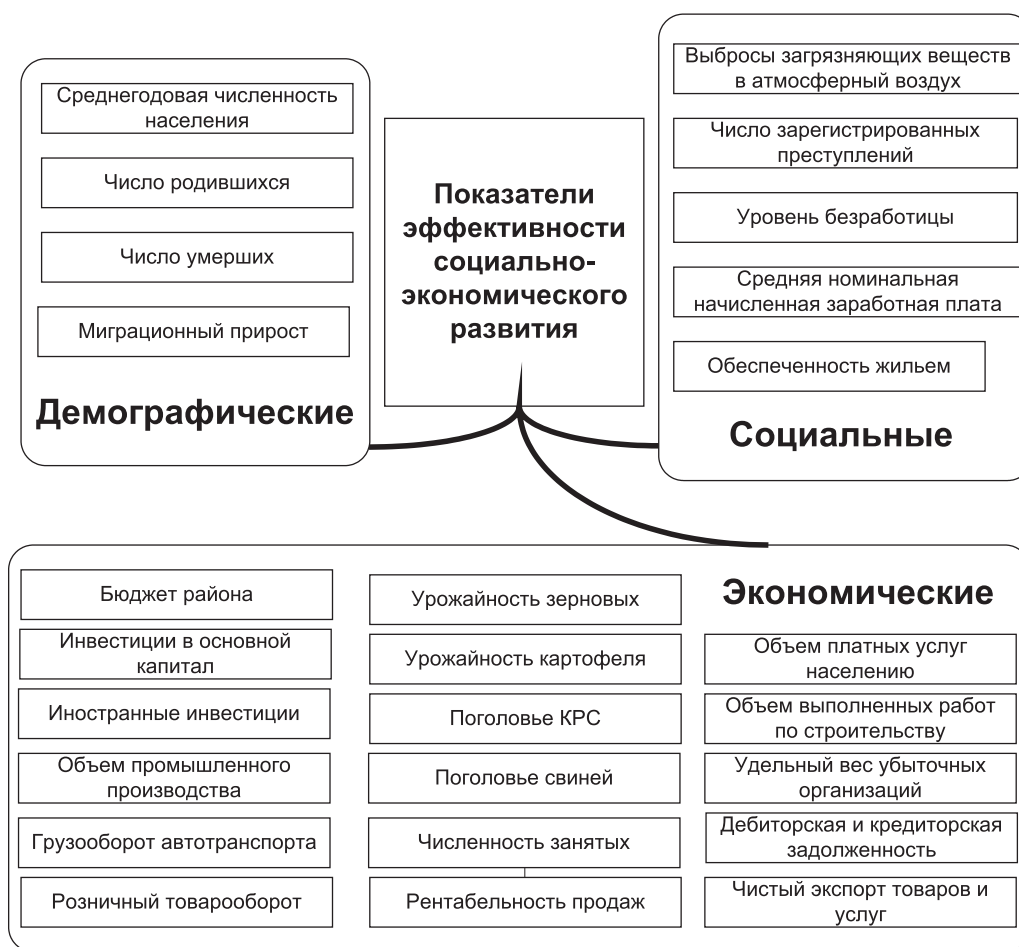 Среднегодовая численность
населения
Число родившихся
Число умерших
Миграционный прирост
Демографические
Показатели
эффективности
социально-
экономического
развития
Выбросы загрязняющих веществ
в атмосферный воздух
Число зарегистрированных
преступлений
Уровень безработицы
Средняя номинальная
начисленная заработная плата
Обеспеченность жильем
Социальные
Бюджет района
Инвестиции в основной
капитал
Иностранные инвестиции
Объем промышленного
производства
Грузооборот автотранспорта
Розничный товарооборот
Урожайность зерновых
Урожайность картофеля
Поголовье КРС
Поголовье свиней
Численность занятых
Рентабельность продаж
Экономические
Объем платных услуг
населению
Объем выполненных работ
по строительству
Удельный вес убыточных
организаций
Дебиторская и кредиторская
задолженность
Чистый экспорт товаров и
услуг